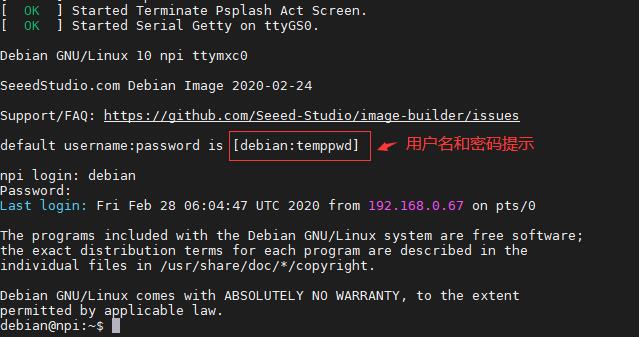 [  OK  ] Started Terminate Psplash Act Screen.
[  OK  ] Started Serial Getty on ttyGS0.
Debian GNU/Linux 10 npi ttymxc0
SeeedStudio.com Debian Image 2020-02-24
Support/FAQ: https://github.com/Seeed-Studio/image-builder/issues
default username:password is [debian:temppwd] 用户名和密码提示
npi login: debian
Password:
Last login: Fri Feb 28 06:04:47 UTC 2020 from 192.168.0.67 on pts/0
The programs included with the Debian GNU/Linux system are free software;
the exact distribution terms for each program are described in the
individual files in /usr/share/doc/*/copyright.
Debian GNU/Linux comes with ABSOLUTELY NO WARRANTY, to the extent
permitted by applicable law.
debian@npi:~$